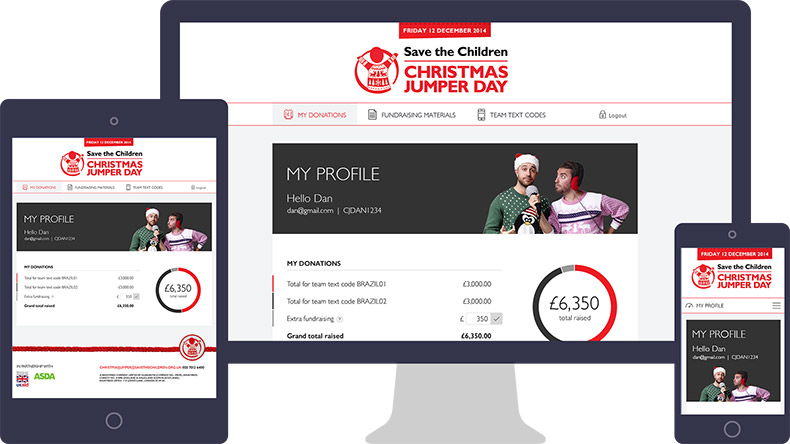 FRIDAY 12 DECEMBER 2014
Save the Children
CHRISTMAS
JUMPER DAY
MY DONATIONS
FUNDRAISING MATERIALS
TEAM TEXT CODES
Logout
MY PROFILE
Hello Dan
dan@gmail.com | CJDAN1234
MY DONATIONS
Total for team text code BRAZIL01 £3,000.00
Total for team text code BRAZIL02 £3,000.00
Extra fundraising ? £ 350
Grand total raised £6,350.00
£6,350
total raised
FRIDAY 12 DECEMBER 2014
Save the Children
CHRISTMAS
JUMPER DAY
MY DONATIONS
FUNDRAISING MATERIALS
TEAM TEXT CODES
Logout
MY PROFILE
Hello Dan
dan@gmail.com | CJDAN1234
MY DONATIONS
Total for team text code BRAZIL01 £3,000.00
Total for team text code BRAZIL02 £3,000.00
Extra fundraising £ 350
Grand total raised £6,350.00
£6,350
total raised
IN PARTNERSHIP WITH
UKaid
ASDA
CHRISTMASJUMPERS@SAVETHECHILDREN.ORG.UK 020 7012 6400
FRIDAY 12 DECEMBER 2014
Save the Children
CHRISTMAS
JUMPER DAY
MY PROFILE
MY PROFILE
Hello Dan
dan@gmail.com | CJDAN1234